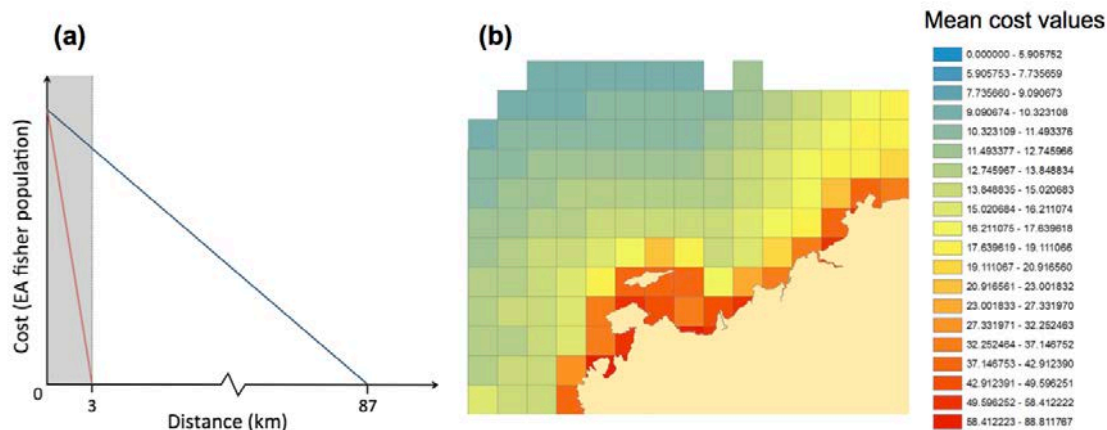 (a)
Cost (EA fisher population)
0
3
87
Distance (km)
(b)
Mean cost values
0.000000 - 5.905752
5.905753 - 7.735659
7.735660 - 9.090673
9.090674 - 10.323108
10.323109 - 11.493376
11.493377 - 12.745966
12.745967 - 13.848834
13.848835 - 15.020683
15.020684 - 16.211074
16.211075 - 17.639618
17.639619 - 19.111066
19.111067 - 20.916560
20.916561 - 23.001832
23.001833 - 27.331970
27.331971 - 32.252463
32.252464 - 37.146752
37.146753 - 42.912390
42.912391 - 49.596251
49.596252 - 58.412222
58.412223 - 88.811767